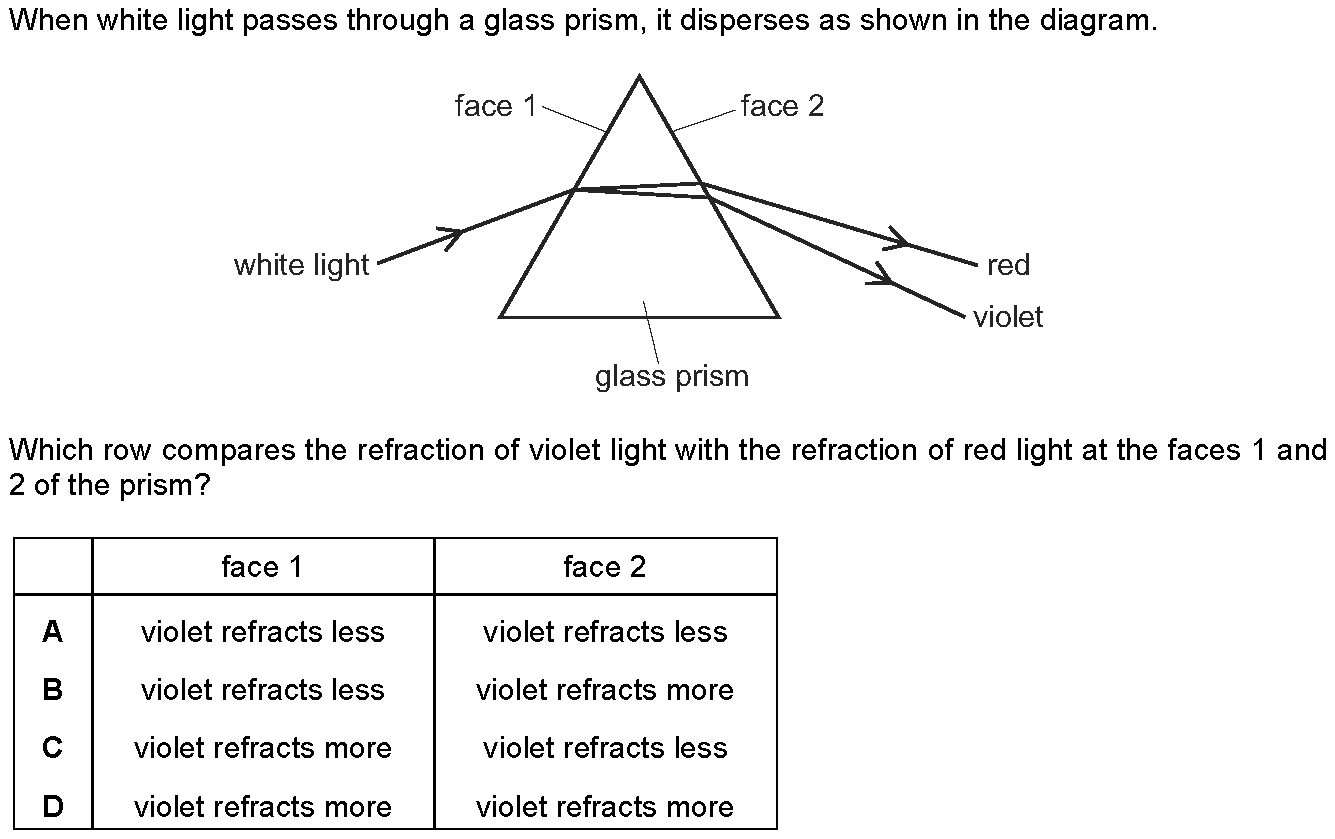 When white light passes through a glass prism, it disperses as shown in the diagram.
face 1
face 2
white light
red
violet
glass prism
Which row compares the refraction of violet light with the refraction of red light at the faces 1 and
2 of the prism?
face 1 face 2
A violet refracts less violet refracts less
B violet refracts less violet refracts more
C violet refracts more violet refracts less
D violet refracts more violet refracts more